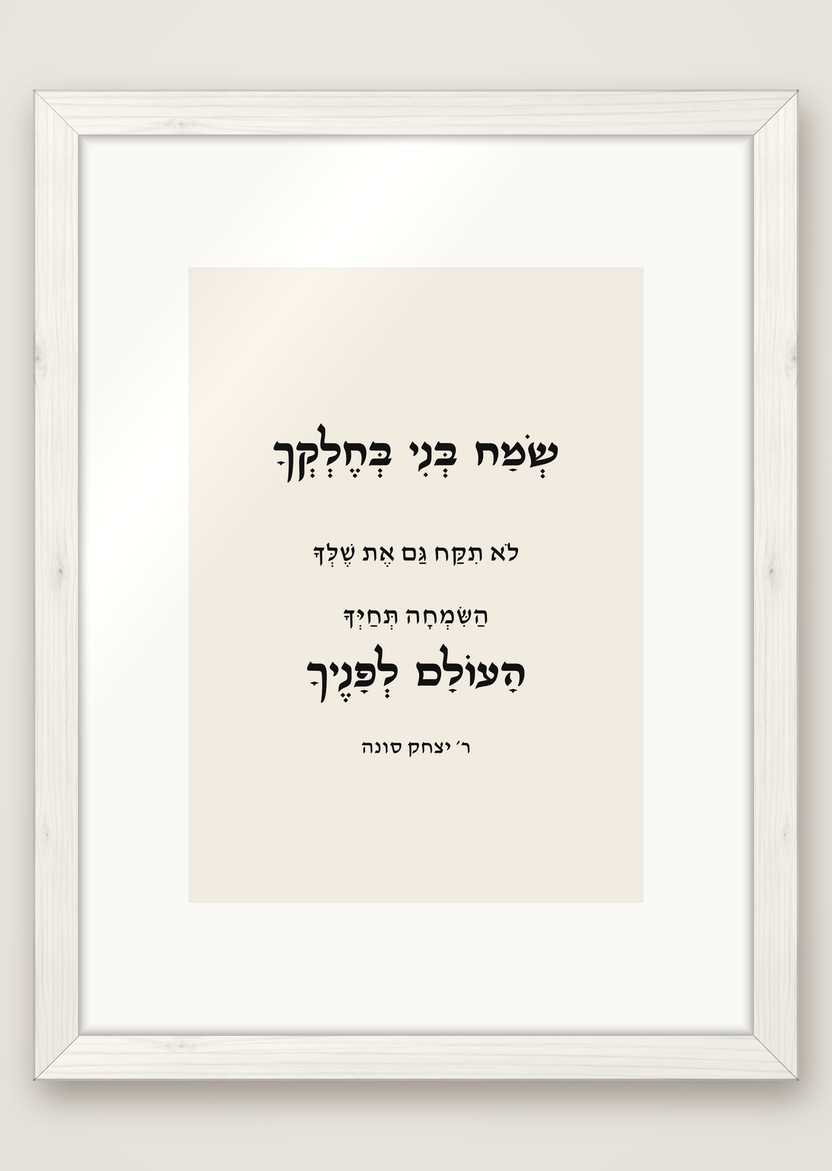 שְׂמַח בְּנִי בְּחֶלְקְךָ
לֹא תִקַּח גַּם אֶת שֶׁלְּךָ
הַשִּׂמְחָה תְּחַיְּךָ
הָעוֹלָם לְפָנֶיךָ
ר׳ יצחק סונה